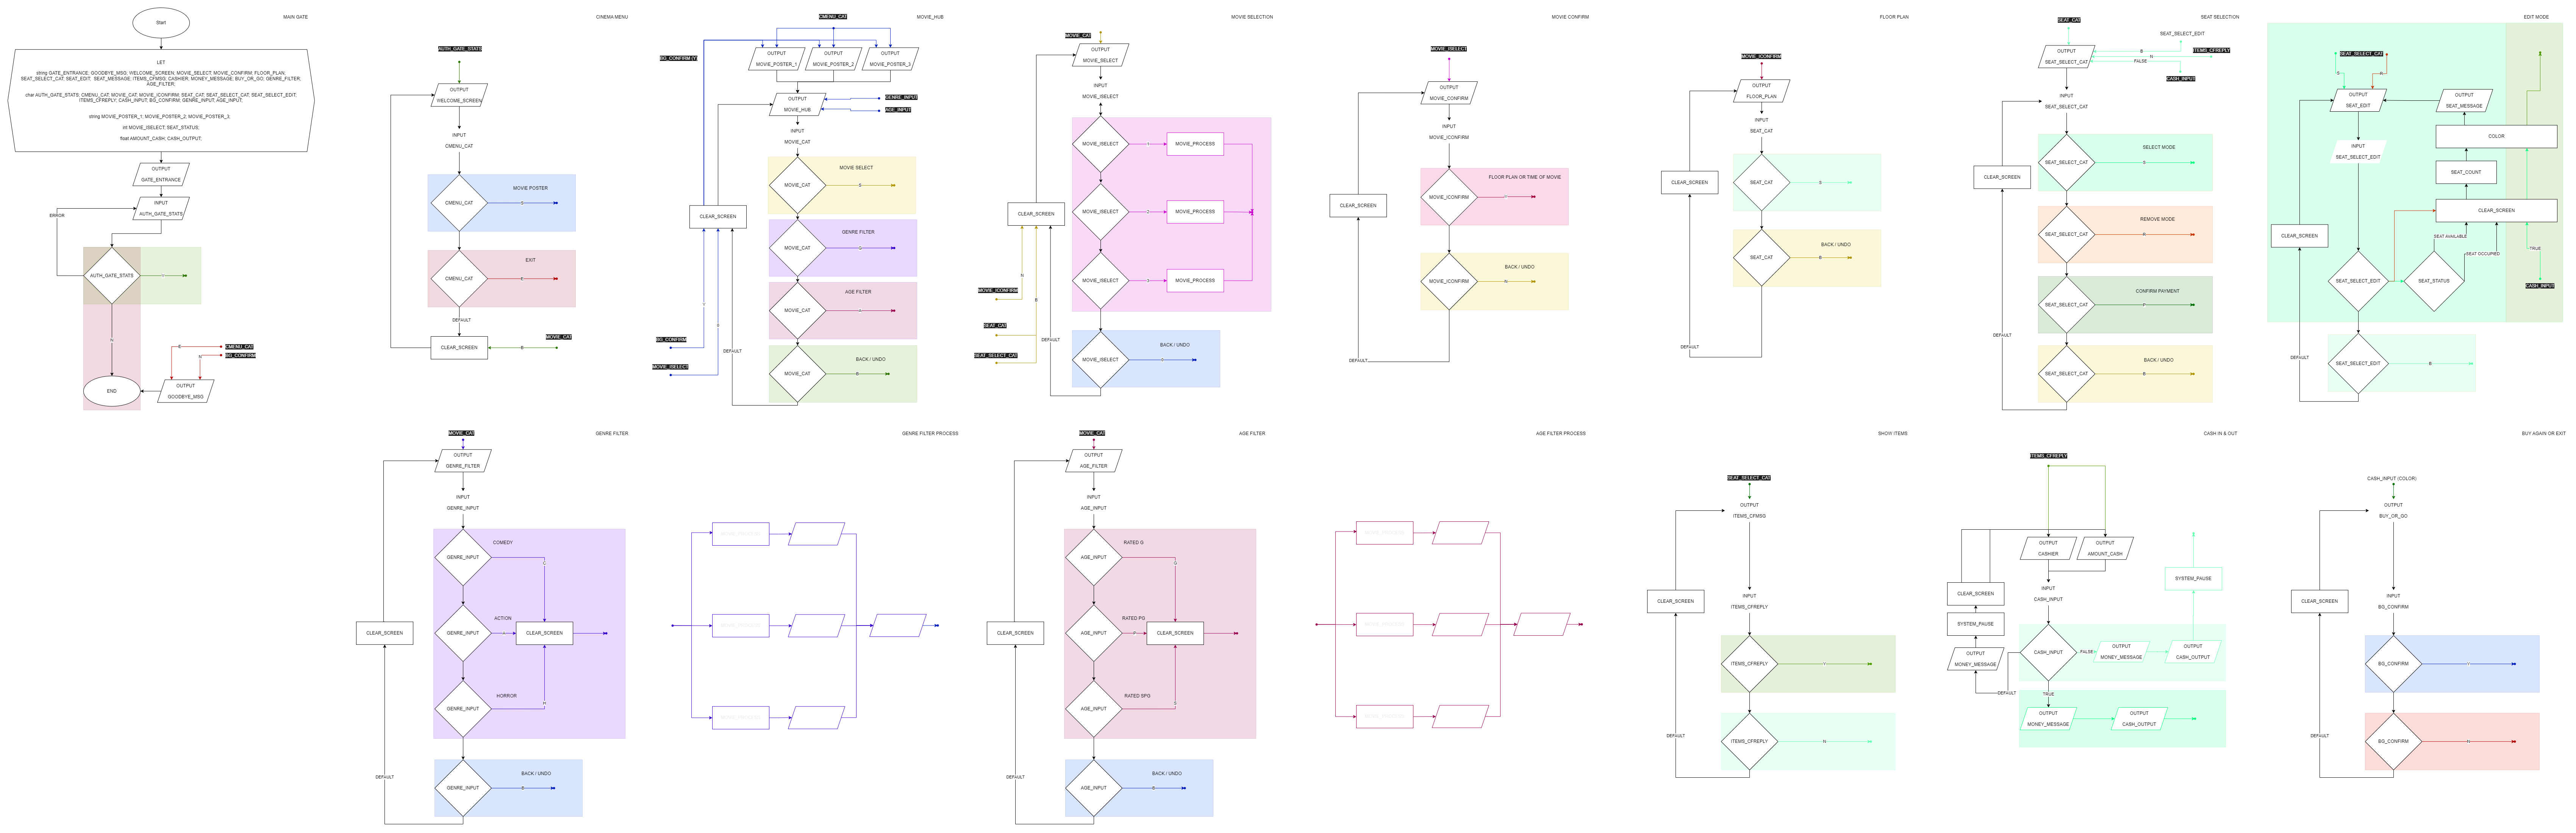 MAIN GATE
Start
LET
string GATE_ENTRANCE, GOODBYE_MSG, WELCOME_SCREEN, MOVIE_SELECT, MOVIE_CONFIRM, FLOOR_PLAN,
SEAT_SELECT_CAT, SEAT_EDIT, SEAT_MESSAGE, ITEMS_CFMSG, CASHIER, MONEY_MESSAGE, BUY_OR_GO, GENRE_FILTER,
AGE_FILTER;
char AUTH_GATE_STATS, CMENU_CAT, MOVIE_CAT, MOVIE_ICONFIRM, SEAT_CAT, SEAT_SELECT_CAT, SEAT_SELECT_EDIT,
ITEMS_CFREPLY, CASH_INPUT, BG_CONFIRM, GENRE_INPUT, AGE_INPUT;
string MOVIE_POSTER_1, MOVIE_POSTER_2, MOVIE_POSTER_3;
int MOVIE_ISELECT, SEAT_STATUS;
float AMOUNT_CASH, CASH_OUTPUT;
OUTPUT
GATE_ENTRANCE
INPUT
AUTH_GATE_STATS
ERROR
AUTH_GATE_STATS
N
E
CMENU_CAT
N
BG_CONFIRM
OUTPUT
GOODBYE_MSG
END
CINEMA MENU
AUTH_GATE_STATS
OUTPUT
WELCOME_SCREEN
INPUT
CMENU_CAT
MOVIE POSTER
CMENU_CAT
EXIT
CMENU_CAT
E
DEFAULT
CLEAR_SCREEN
B
MOVIE_CAT
MOVIE_HUB
CMENU_CAT
BG_CONFIRM (Y)
OUTPUT
MOVIE_POSTER_1
OUTPUT
MOVIE_POSTER_2
OUTPUT
MOVIE_POSTER_3
OUTPUT
MOVIE_HUB
GENRE_INPUT
AGE_INPUT
INPUT
MOVIE_CAT
MOVIE SELECT
MOVIE_CAT
S
CLEAR_SCREEN
GENRE FILTER
MOVIE_CAT
G
AGE FILTER
MOVIE_CAT
A
BG_CONFIRM
MOVIE_ISELECT
DEFAULT
BACK / UNDO
MOVIE_CAT
B
MOVIE SELECTION
MOVIE_CAT
OUTPUT
MOVIE_SELECT
INPUT
MOVIE_ISELECT
MOVIE_ISELECT
1
MOVIE_PROCESS
CLEAR_SCREEN
MOVIE_ISELECT
2
MOVIE_PROCESS
N
MOVIE_ICONFIRM
B
MOVIE_ISELECT
3
MOVIE_PROCESS
SEAT_CAT
SEAT_SELECT_CAT
DEFAULT
BACK / UNDO
MOVIE_ISELECT
MOVIE CONFIRM
MOVIE_ISELECT
OUTPUT
MOVIE_CONFIRM
INPUT
MOVIE_ICONFIRM
FLOOR PLAN OR TIME OF MOVIE
MOVIE_ICONFIRM
CLEAR_SCREEN
BACK / UNDO
MOVIE_ICONFIRM
N
DEFAULT
FLOOR PLAN
MOVIE_ICONFIRM
OUTPUT
FLOOR_PLAN
INPUT
SEAT_CAT
SEAT_CAT
S
CLEAR_SCREEN
BACK / UNDO
SEAT_CAT
B
DEFAULT
SEAT SELECTION
SEAT_CAT
SEAT_SELECT_EDIT
OUTPUT
SEAT_SELECT_CAT
B
N
ITEMS_CFREPLY
FALSE
CASH_INPUT
INPUT
SEAT_SELECT_CAT
SELECT MODE
SEAT_SELECT_CAT
S
CLEAR_SCREEN
REMOVE MODE
SEAT_SELECT_CAT
R
CONFIRM PAYMENT
SEAT_SELECT_CAT
P
DEFAULT
BACK / UNDO
SEAT_SELECT_CAT
B
EDIT MODE
SEAT_SELECT_CAT
S
R
OUTPUT
SEAT_EDIT
OUTPUT
SEAT_MESSAGE
COLOR
INPUT
SEAT_SELECT_EDIT
SEAT_COUNT
CLEAR_SCREEN
CLEAR_SCREEN
SEAT AVAILABLE
SEAT OCCUPIED
TRUE
SEAT_SELECT_EDIT
SEAT_STATUS
CASH_INPUT
DEFAULT
SEAT_SELECT_EDIT
B
GENRE FILTER
MOVIE_CAT
OUTPUT
GENRE_FILTER
INPUT
GENRE_INPUT
COMEDY
GENRE_INPUT
C
ACTION
GENRE_INPUT
A
CLEAR_SCREEN
CLEAR_SCREEN
HORROR
GENRE_INPUT
H
DEFAULT
BACK / UNDO
GENRE_INPUT
B
GENRE FILTER PROCESS
AGE FILTER
MOVIE_CAT
OUTPUT
AGE_FILTER
INPUT
AGE_INPUT
RATED G
AGE_INPUT
G
RATED PG
AGE_INPUT
P
CLEAR_SCREEN
CLEAR_SCREEN
RATED SPG
AGE_INPUT
S
DEFAULT
BACK / UNDO
AGE_INPUT
B
AGE FILTER PROCESS
SHOW ITEMS
SEAT_SELECT_CAT
OUTPUT
ITEMS_CFMSG
INPUT
ITEMS_CFREPLY
CLEAR_SCREEN
ITEMS_CFREPLY
Y
DEFAULT
ITEMS_CFREPLY
N
CASH IN & OUT
ITEMS_CFREPLY
OUTPUT
CASHIER
OUTPUT
AMOUNT_CASH
INPUT
CASH_INPUT
SYSTEM_PAUSE
CLEAR_SCREEN
SYSTEM_PAUSE
OUTPUT
MONEY_MESSAGE
CASH_INPUT
FALSE
OUTPUT
MONEY_MESSAGE
OUTPUT
CASH_OUTPUT
DEFAULT
TRUE
OUTPUT
MONEY_MESSAGE
OUTPUT
CASH_OUTPUT
BUY AGAIN OR EXIT
CASH_INPUT (COLOR)
OUTPUT
BUY_OR_GO
INPUT
BG_CONFIRM
CLEAR_SCREEN
BG_CONFIRM
Y
DEFAULT
BG_CONFIRM
N